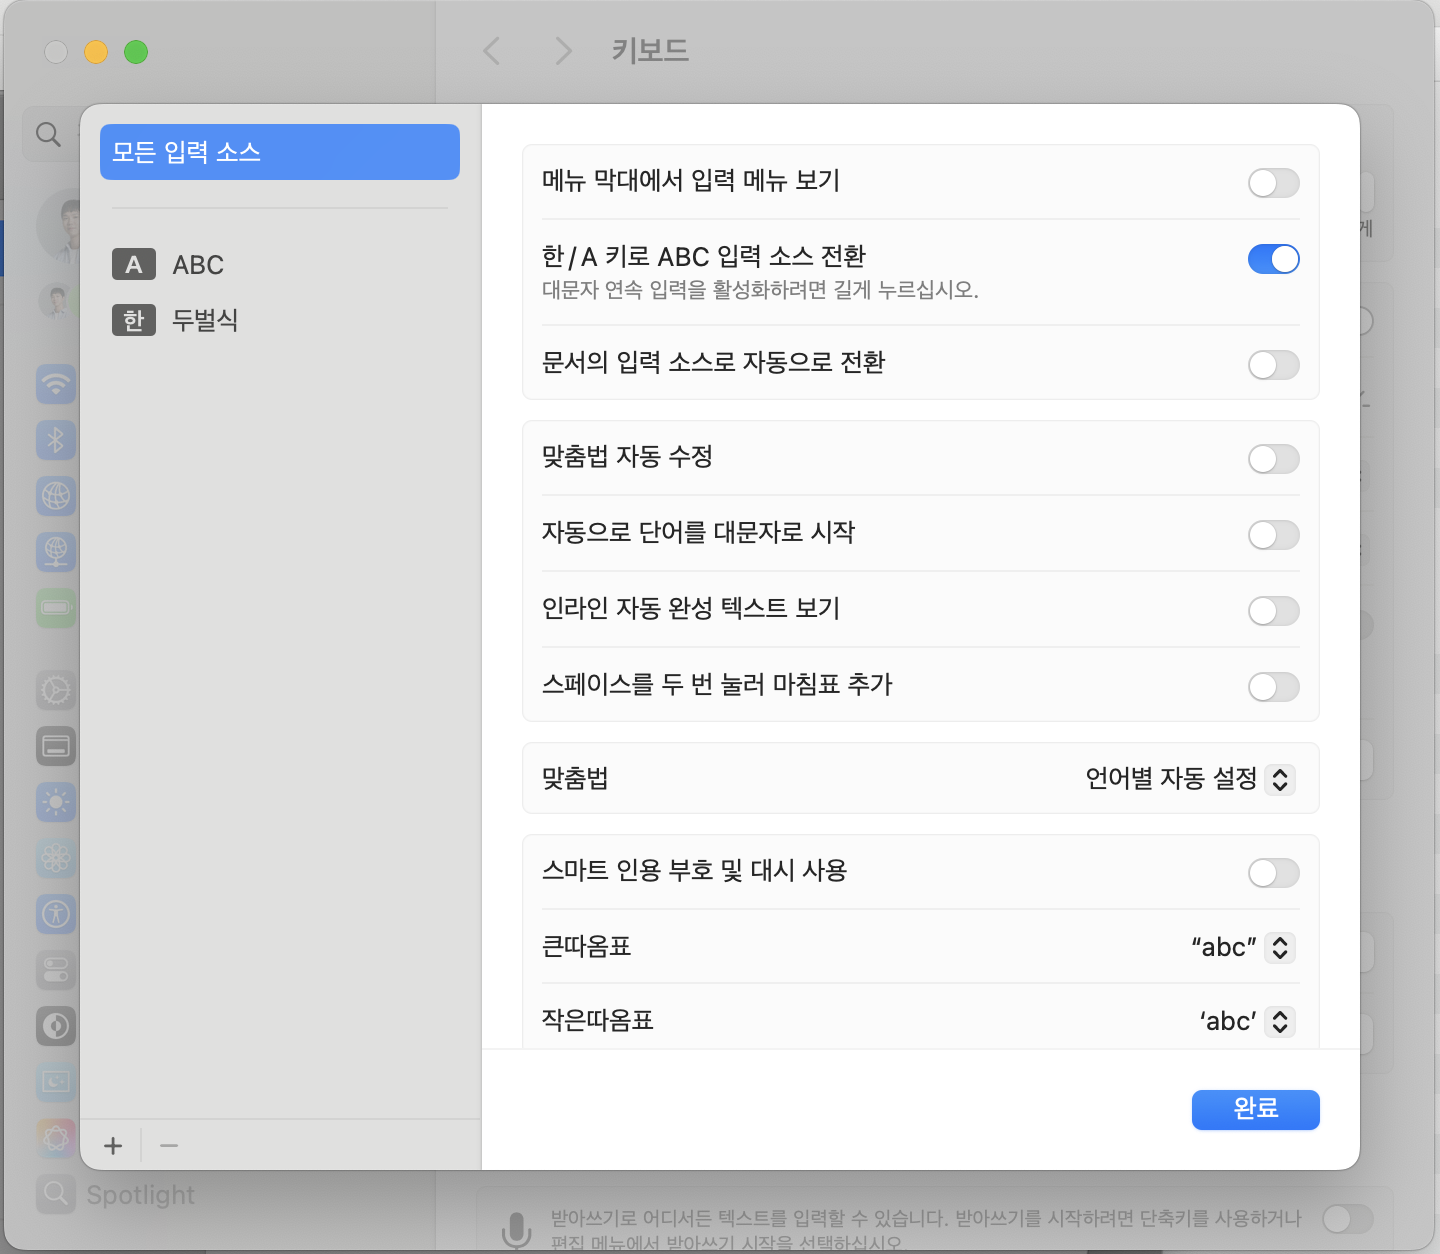 키보드
모든 입력 소스
A ABC
한 두벌식
메뉴 막대에서 입력 메뉴 보기
한/A 키로 ABC 입력 소스 전환
대문자 연속 입력을 활성화하려면 길게 누르십시오.
문서의 입력 소스로 자동으로 전환
맞춤법 자동 수정
자동으로 단어를 대문자로 시작
인라인 자동 완성 텍스트 보기
스페이스를 두 번 눌러 마침표 추가
맞춤법 언어별 자동 설정
스마트 인용 부호 및 대시 사용
큰따옴표 “abc”
작은따옴표 ‘abc’
완료
Spotlight
받아쓰기로 어디서든 텍스트를 입력할 수 있습니다. 받아쓰기를 시작하려면 단축키를 사용하거나
편집 메뉴에서 받아쓰기 시작을 선택하십시오